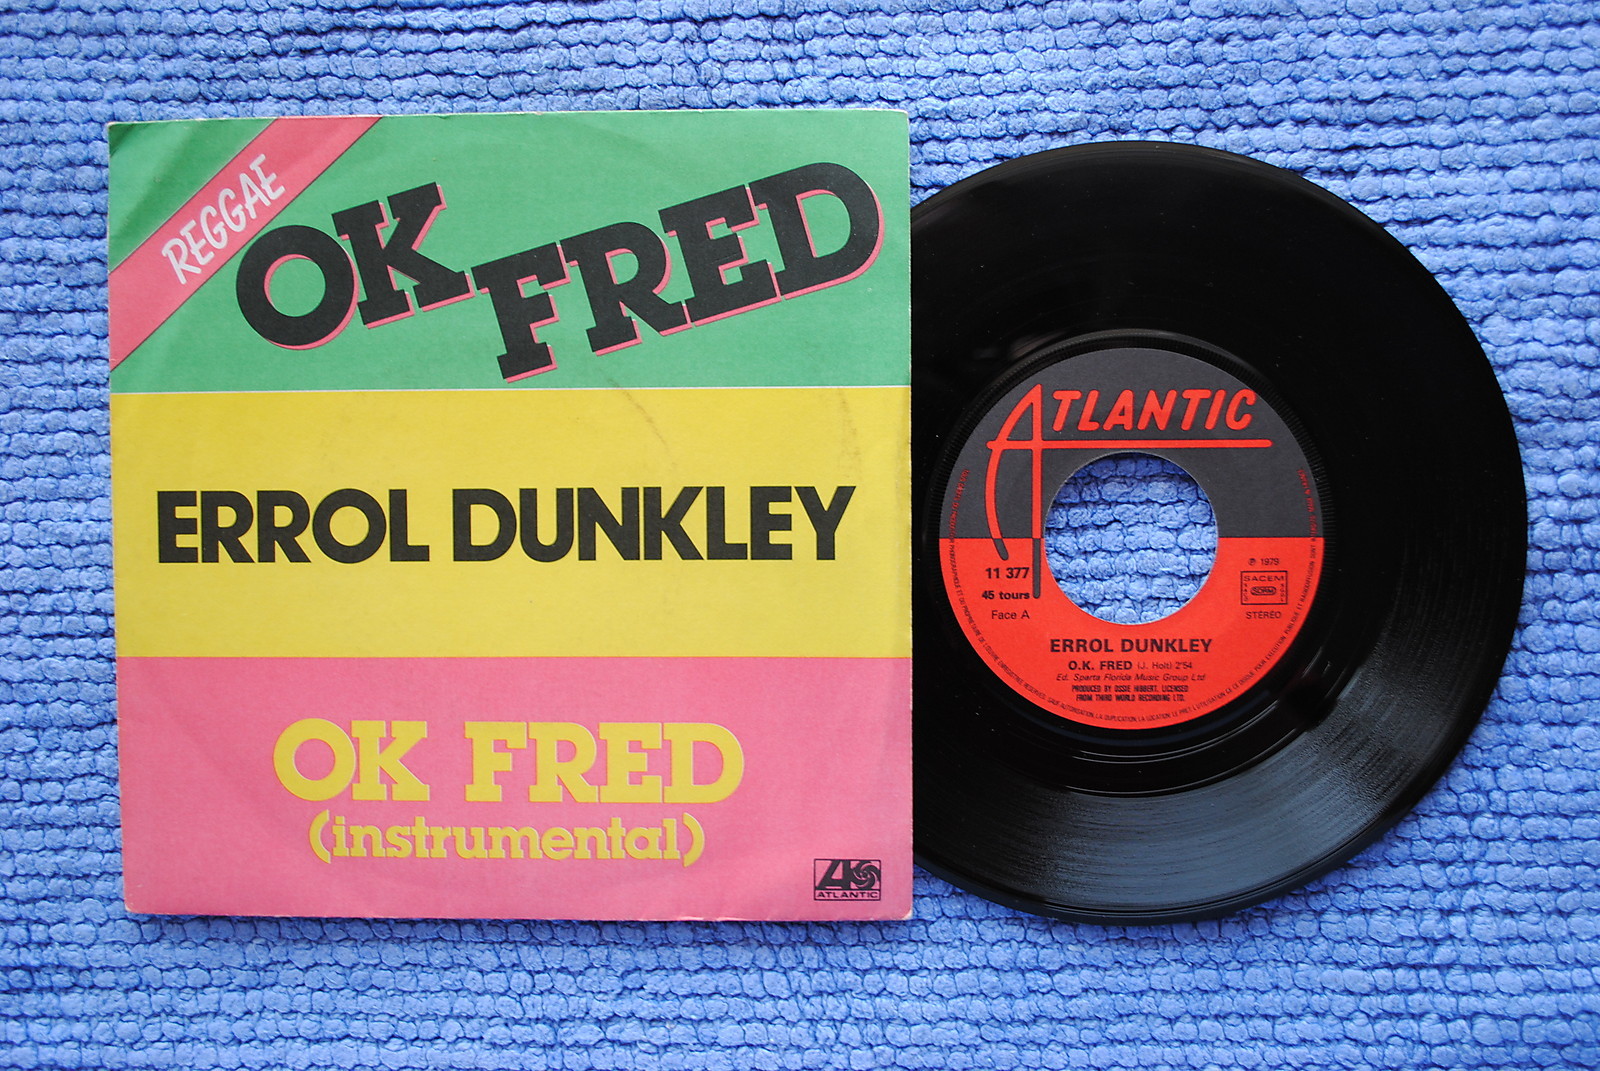 REGGAE
OK FRED
ERROL DUNKLEY
OK FRED
(instrumental)
ATLANTIC
ATLANTIC
11 377
45 tours
Face A
℗ 1979
SACEM
SDRM
STÉRÉO
ERROL DUNKLEY
O.K. FRED (J. Holt) 2'54
Ed. Sparta Florida Music Group Ltd
PRODUCED BY OSSIE HIBBERT, LICENSED
FROM THIRD WORLD RECORDING LTD.